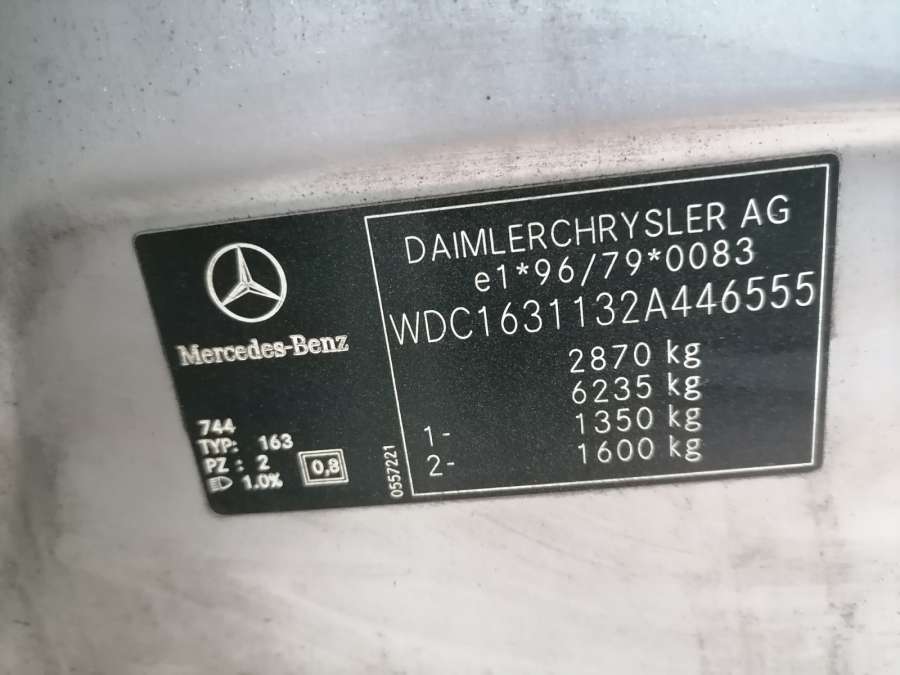 Mercedes-Benz
744
TYP: 163
PZ : 2
1.0%
0,8
0557221
DAIMLERCHRYSLER AG
e1*96/79*0083
WDC1631132A446555
2870 kg
6235 kg
1- 1350 kg
2- 1600 kg